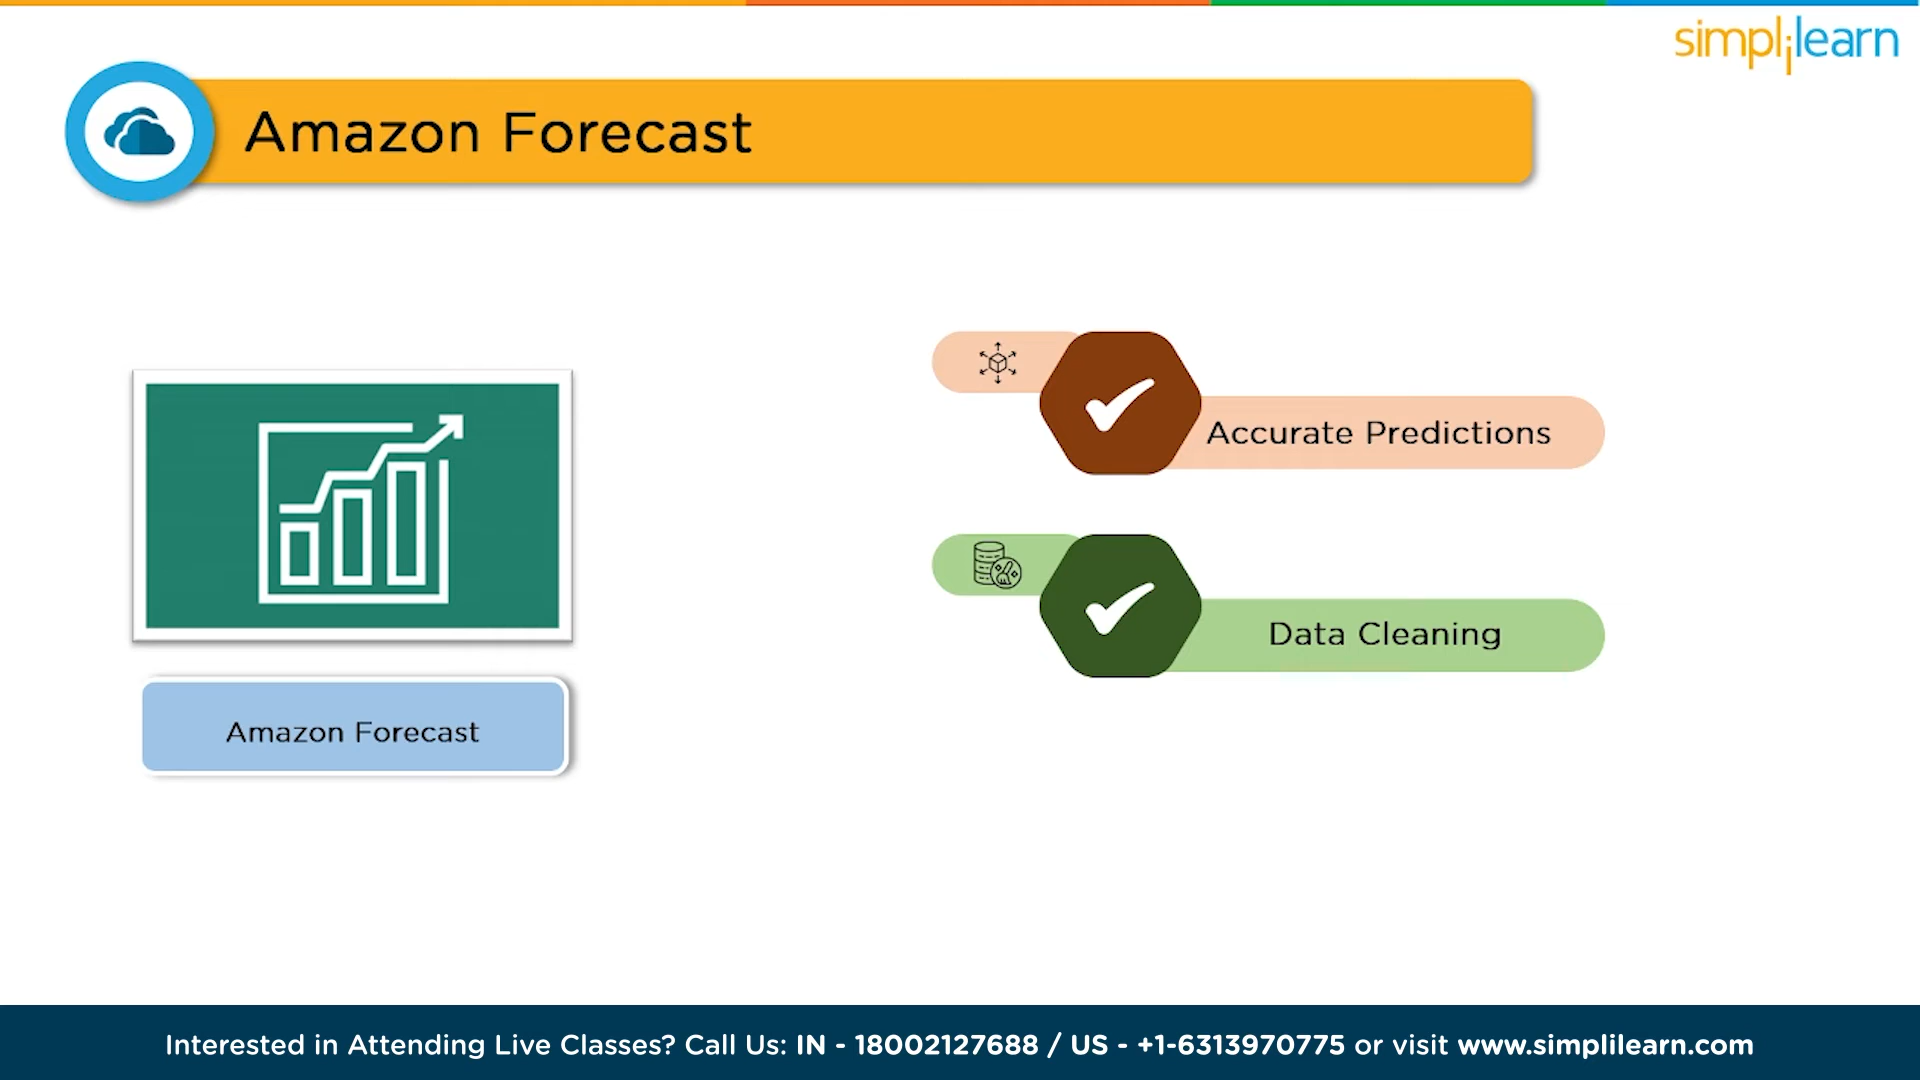 simplilearn
Amazon Forecast
Accurate Predictions
Data Cleaning
Amazon Forecast
Interested in Attending Live Classes? Call Us: IN - 18002127688 / US - +1-6313970775 or visit www.simplilearn.com